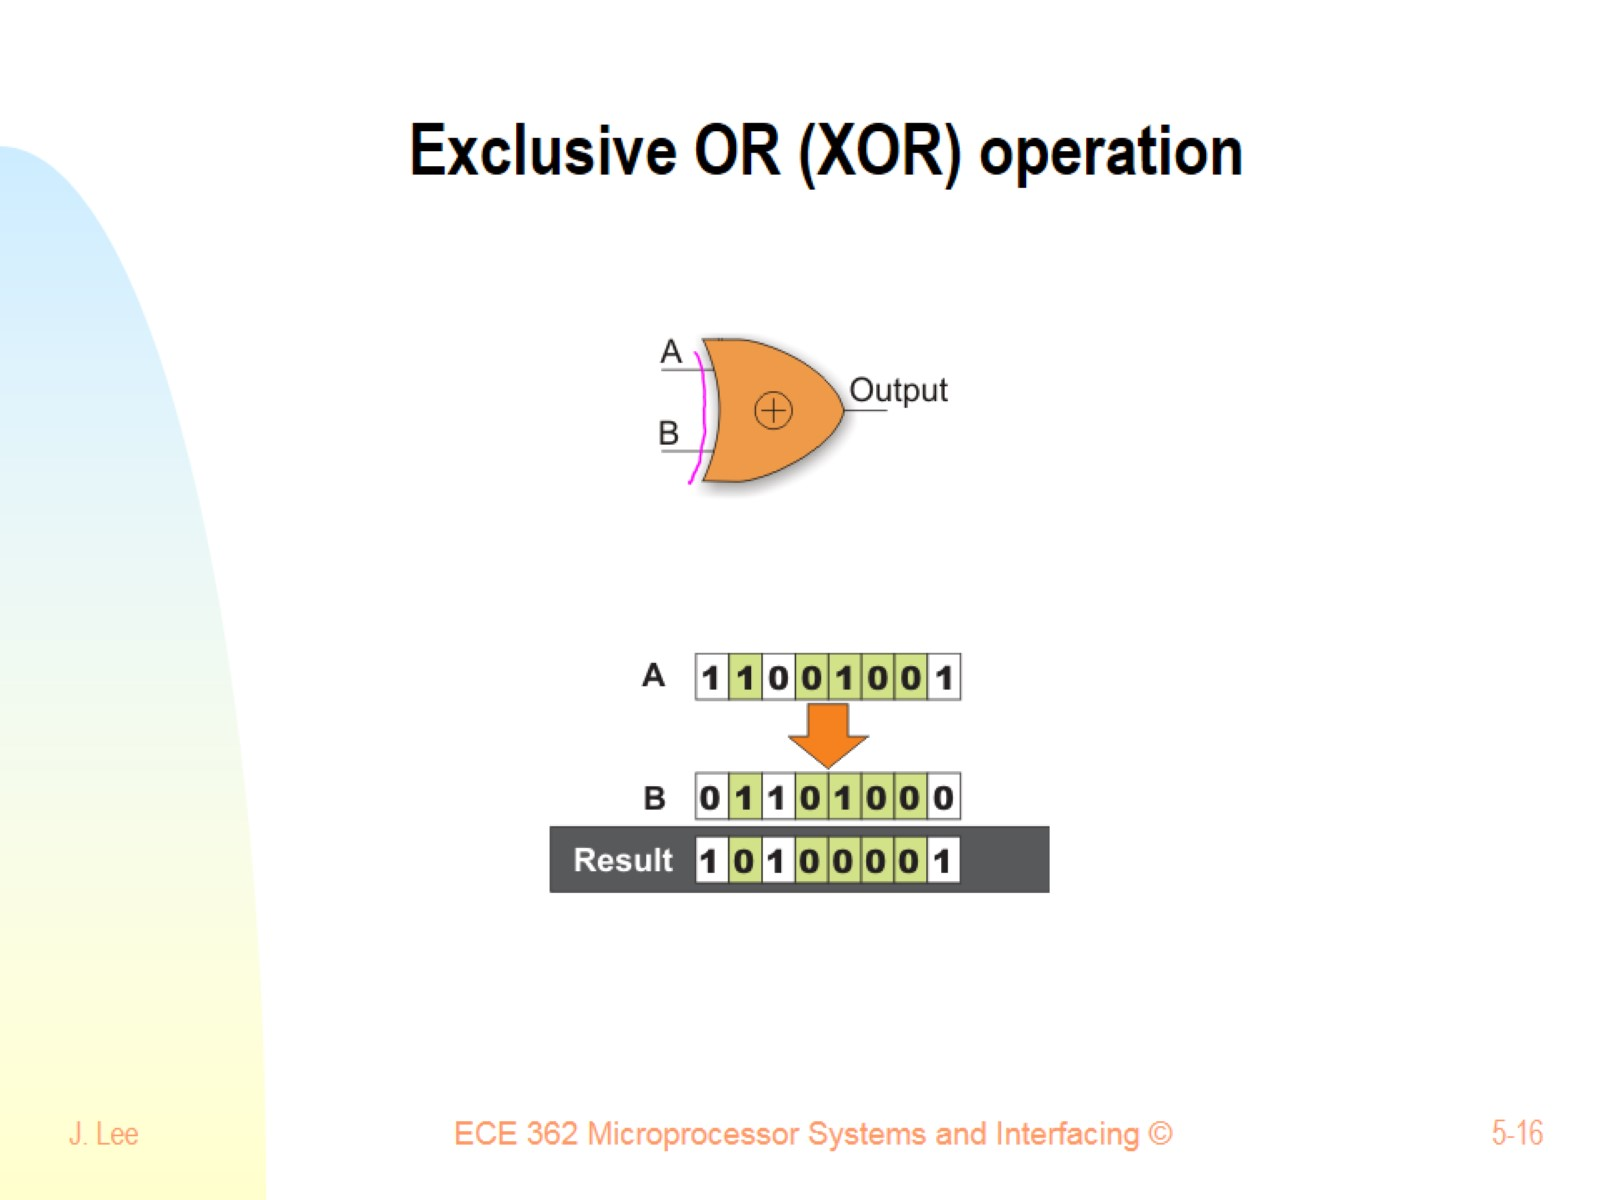 Exclusive OR (XOR) operation
A
Output
B
A 1 1 0 0 1 0 0 1
B 0 1 1 0 1 0 0 0
Result 1 0 1 0 0 0 0 1
J. Lee ECE 362 Microprocessor Systems and Interfacing © 5-16